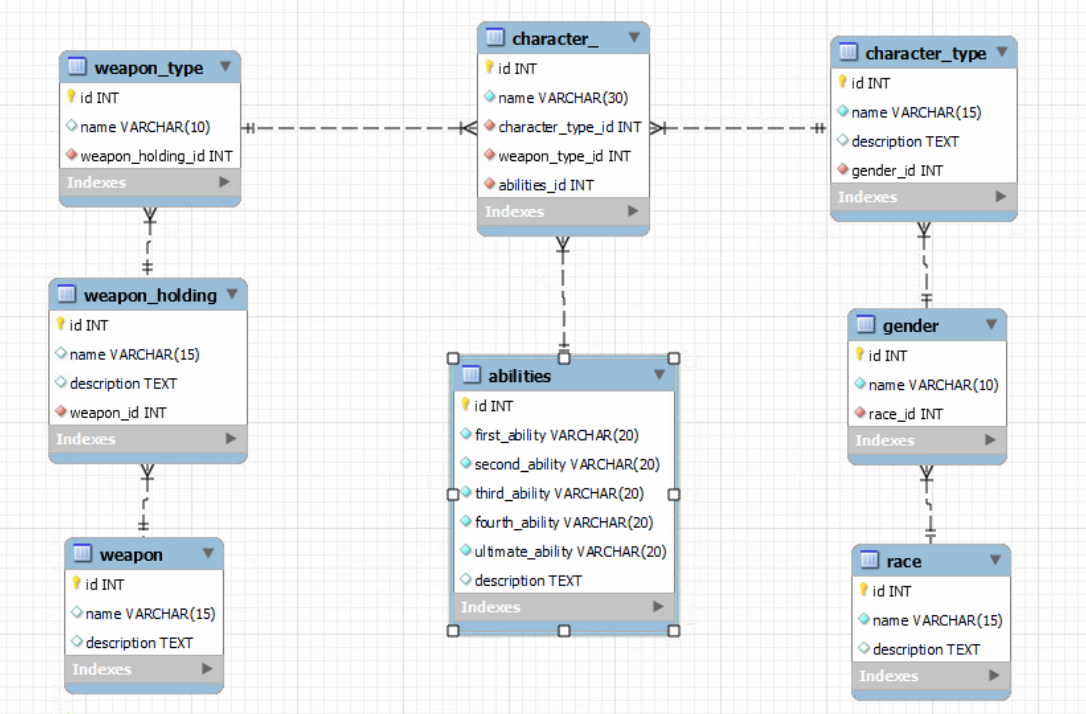 weapon_type
id INT
name VARCHAR(10)
weapon_holding_id INT
Indexes
character_
id INT
name VARCHAR(30)
character_type_id INT
weapon_type_id INT
abilities_id INT
Indexes
character_type
id INT
name VARCHAR(15)
description TEXT
gender_id INT
Indexes
weapon_holding
id INT
name VARCHAR(15)
description TEXT
weapon_id INT
Indexes
abilities
id INT
first_ability VARCHAR(20)
second_ability VARCHAR(20)
third_ability VARCHAR(20)
fourth_ability VARCHAR(20)
ultimate_ability VARCHAR(20)
description TEXT
Indexes
gender
id INT
name VARCHAR(10)
race_id INT
Indexes
weapon
id INT
name VARCHAR(15)
description TEXT
Indexes
race
id INT
name VARCHAR(15)
description TEXT
Indexes